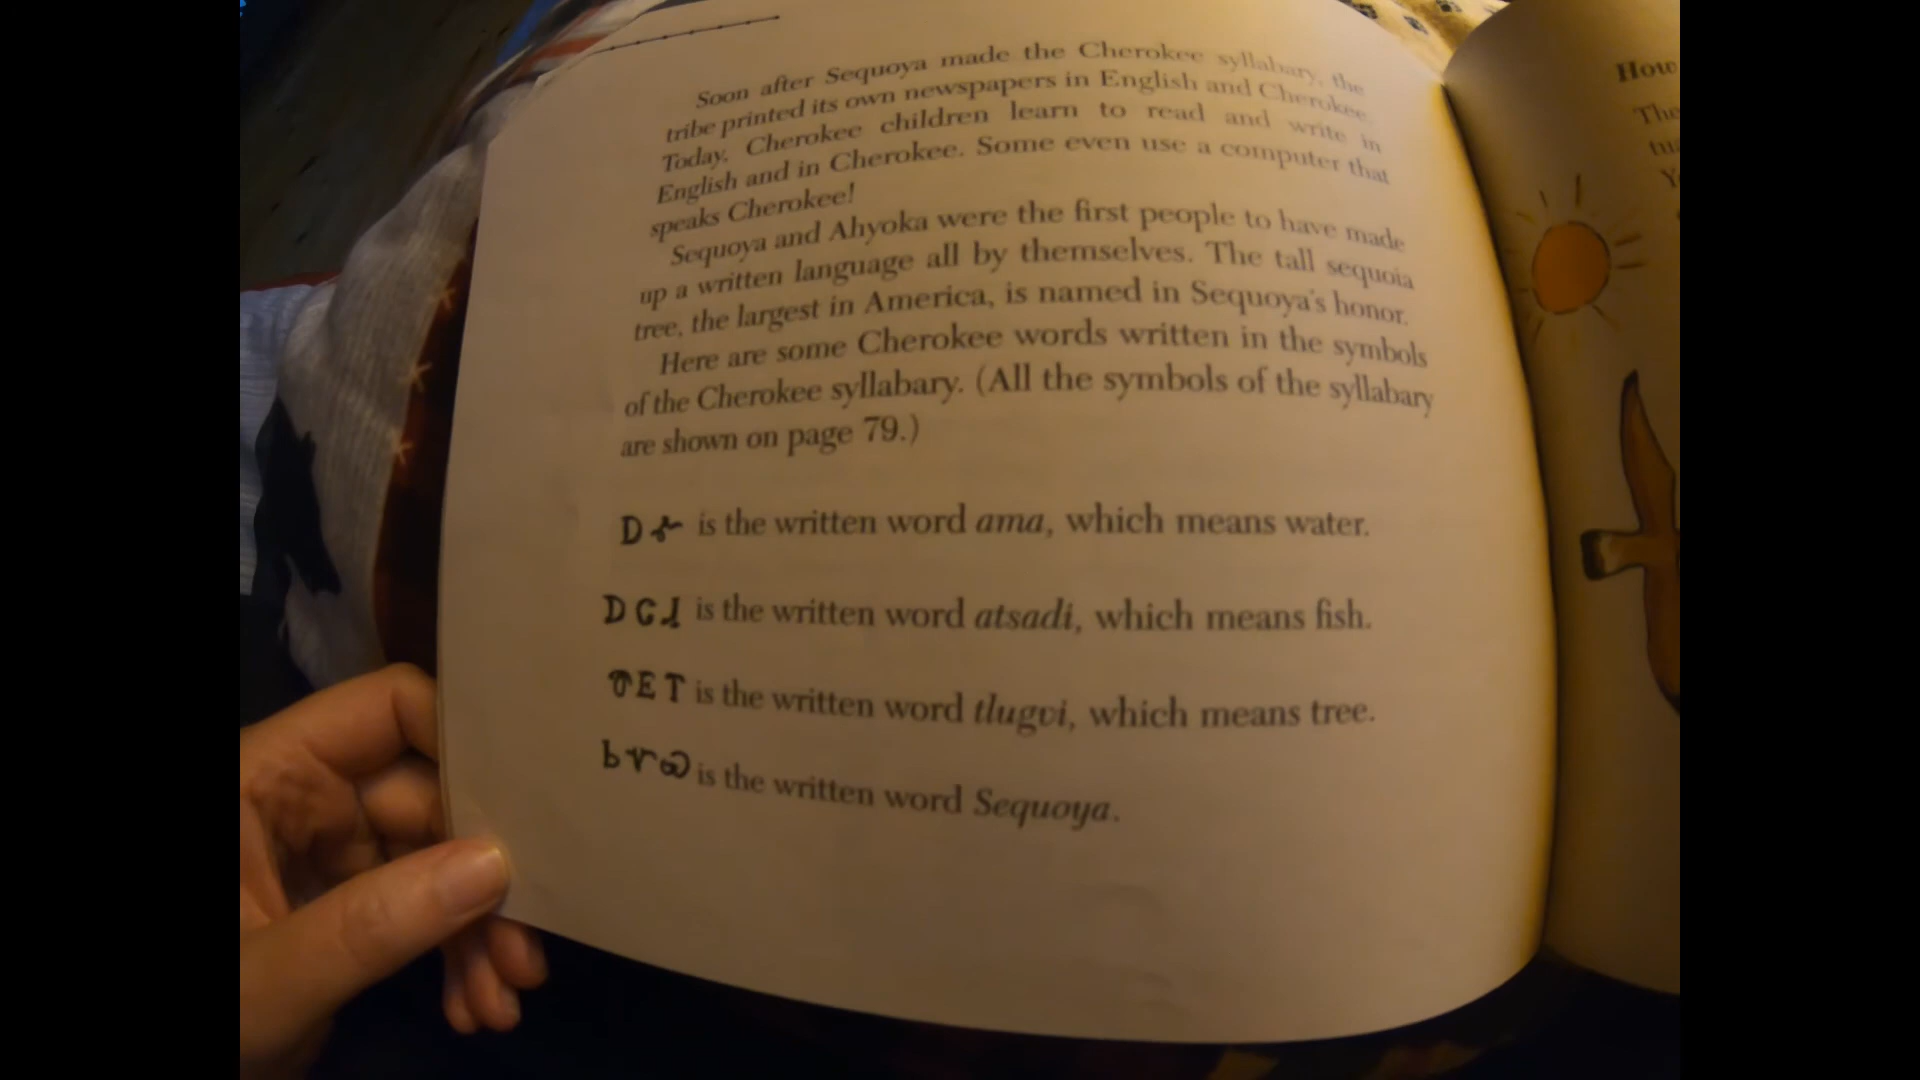 Soon after Sequoya made the Cherokee syllabary, the
tribe printed its own newspapers in English and Cherokee.
Today, Cherokee children learn to read and write in
English and in Cherokee. Some even use a computer that
speaks Cherokee!
Sequoya and Ahyoka were the first people to have made
up a written language all by themselves. The tall sequoia
tree, the largest in America, is named in Sequoya's honor.
Here are some Cherokee words written in the symbols
of the Cherokee syllabary. (All the symbols of the syllabary
are shown on page 79.)
ᎠᎹ is the written word ama, which means water.
ᎠᏣᏗ is the written word atsadi, which means fish.
ᏡᎬᎢ is the written word tlugvi, which means tree.
ᏏᏉᏯ is the written word Sequoya.
How